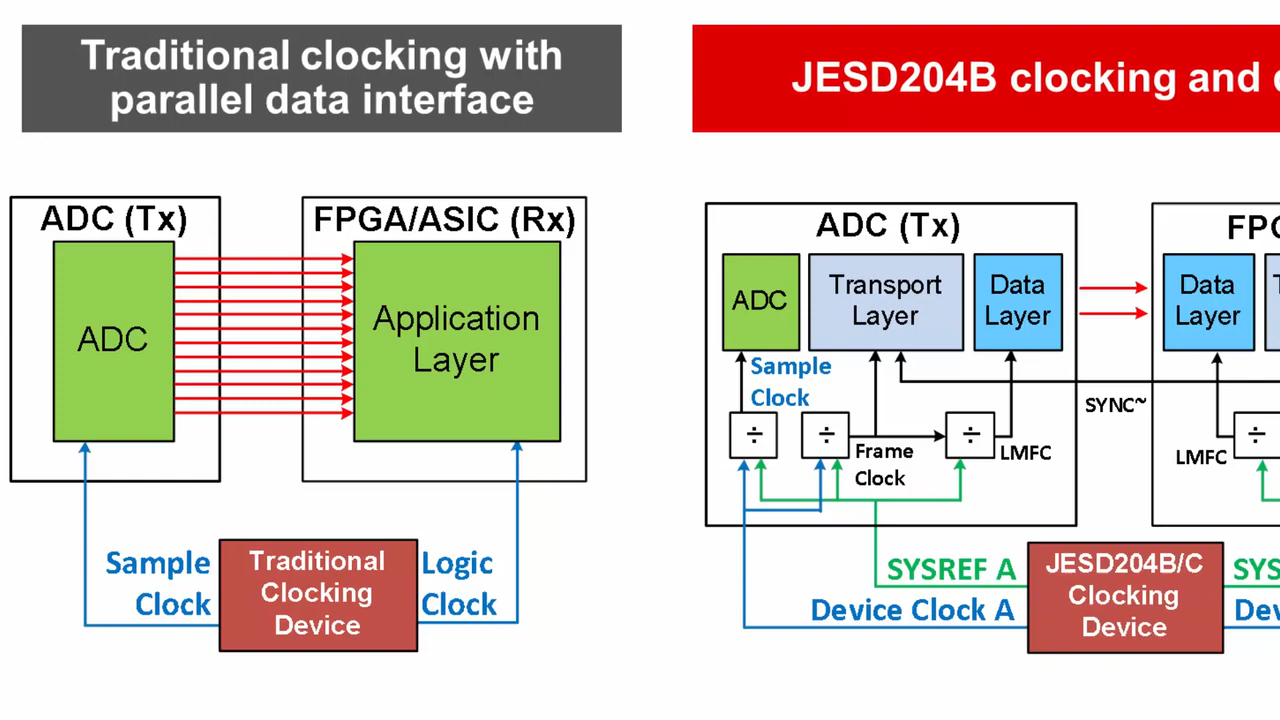 Traditional clocking with
parallel data interface
JESD204B clocking and
ADC (Tx)
FPGA/ASIC (Rx)
ADC
Application
Layer
Sample
Clock
Traditional
Clocking
Device
Logic
Clock
ADC (Tx)
ADC
Transport
Layer
Data
Layer
Data
Layer
Sample
Clock
SYNC~
÷
÷
÷
÷
Frame
Clock
LMFC
LMFC
SYSREF A
Device Clock A
JESD204B/C
Clocking
Device